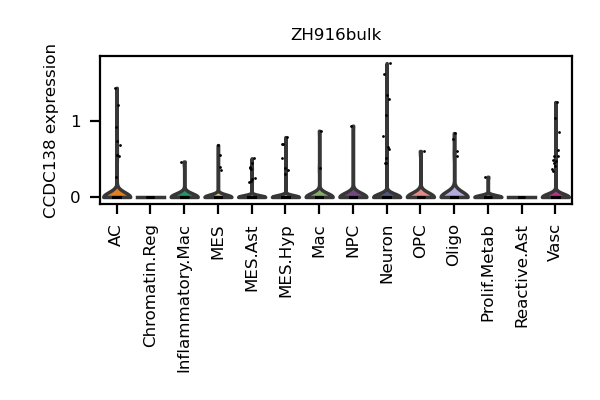 ZH916bulk
CCDC138 expression
1
0
AC
Chromatin.Reg
Inflammatory.Mac
MES
MES.Ast
MES.Hyp
Mac
NPC
Neuron
OPC
Oligo
Prolif.Metab
Reactive.Ast
Vasc